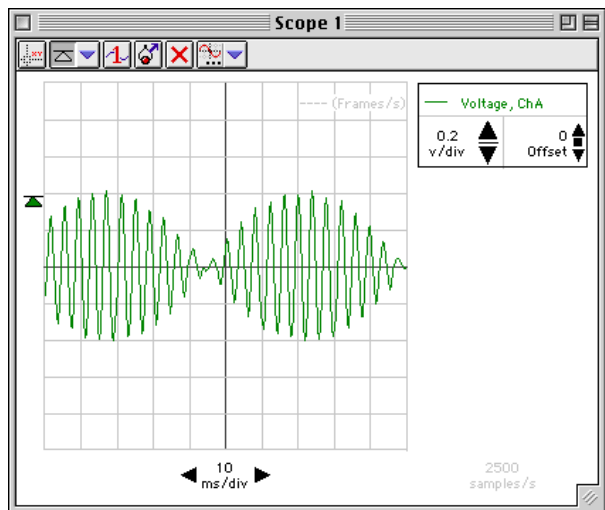 Scope 1
---- (Frames/s)
Voltage, ChA
0.2
v/div
0
Offset
10
ms/div
2500
samples/s